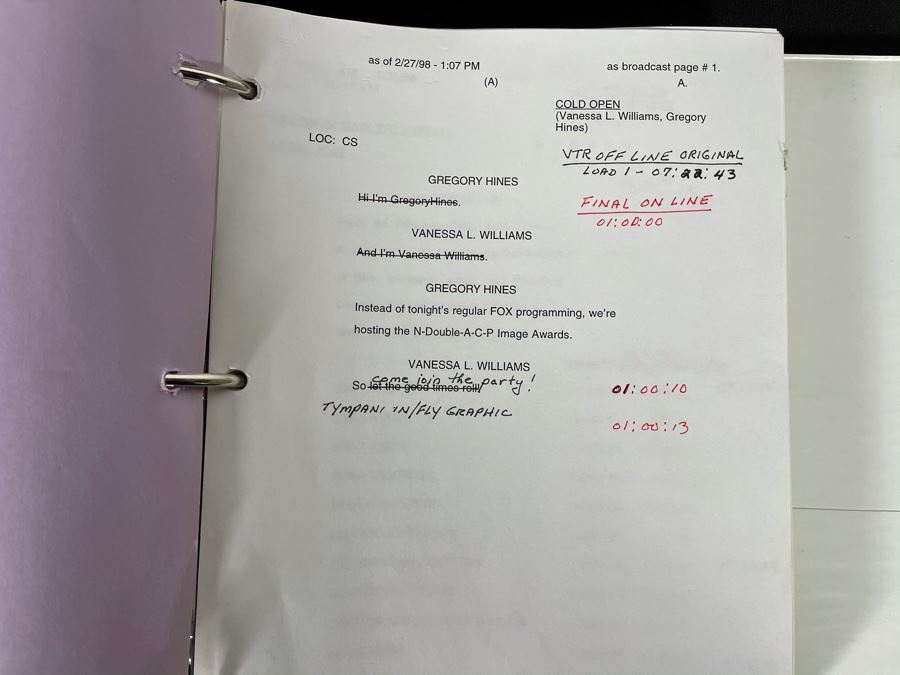 as of 2/27/98 - 1:07 PM
as broadcast page # 1.
(A)
A.
COLD OPEN
(Vanessa L. Williams, Gregory
Hines)
LOC: CS
VTR OFF LINE ORIGINAL
LOAD 1 - 07:22:43
GREGORY HINES
Hi I'm GregoryHines.
FINAL ON LINE
01:00:00
VANESSA L. WILLIAMS
And I'm Vanessa Williams.
GREGORY HINES
Instead of tonight's regular FOX programming, we're
hosting the N-Double-A-C-P Image Awards.
VANESSA L. WILLIAMS
come join the party!
So let the good times roll!
01:00:10
TYMPANI IN/FLY GRAPHIC
01:00:13